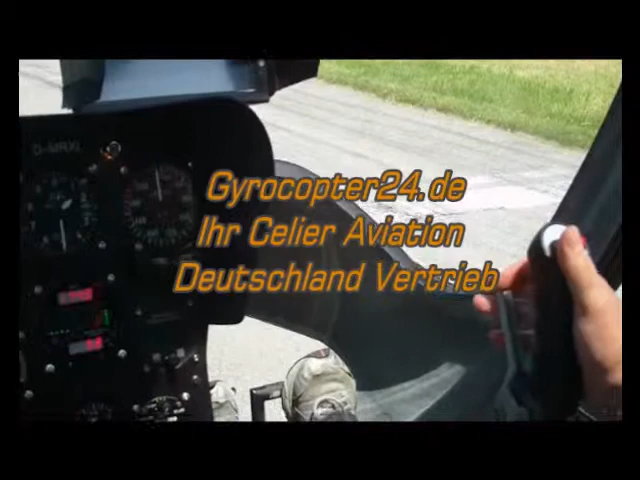 Gyrocopter24.de
Ihr Celier Aviation
Deutschland Vertrieb